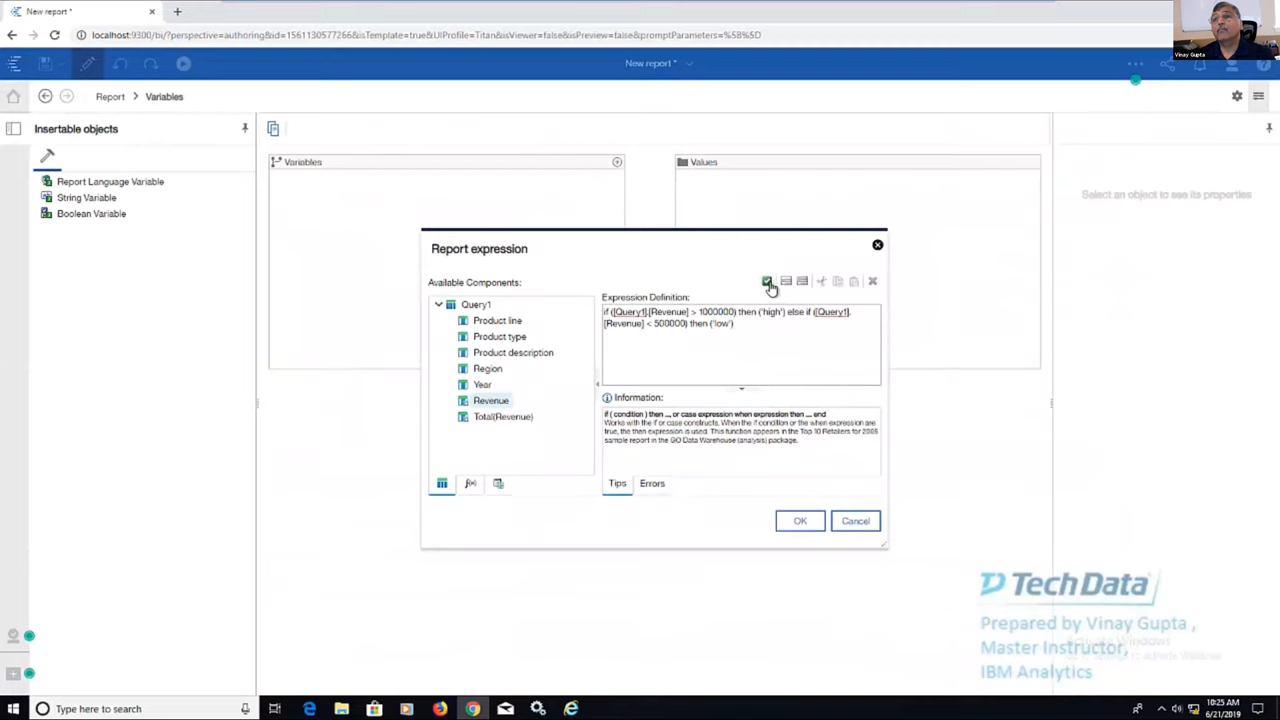 New report *
localhost:9300/bi/?perspective=authoring&id=1561130577266&isTemplate=true&UIProfile=Titan&isViewer=false&isPreview=false&promptParameters=%5B%5D
Vinay Gupta
New report *
Report
Variables
Insertable objects
Report Language Variable
String Variable
Boolean Variable
Variables
Values
Select an object to see its properties
Report expression
Available Components:
Query1
Product line
Product type
Product description
Region
Year
Revenue
Total(Revenue)
Expression Definition:
if ([Query1].[Revenue] > 1000000) then ('high') else if ([Query1].
[Revenue] < 500000) then ('low')
Information:
if ( condition ) then ..., or case expression when expression then ... end
Works with the if or case constructs. When the if condition or the when expression are
true, the then expression is used. This function appears in the Top 10 Retailers for 2005
sample report in the GO Data Warehouse (analysis) package.
Tips
Errors
OK
Cancel
TechData
Prepared by Vinay Gupta ,
Master Instructor,
IBM Analytics
Type here to search
10:25 AM
6/21/2019